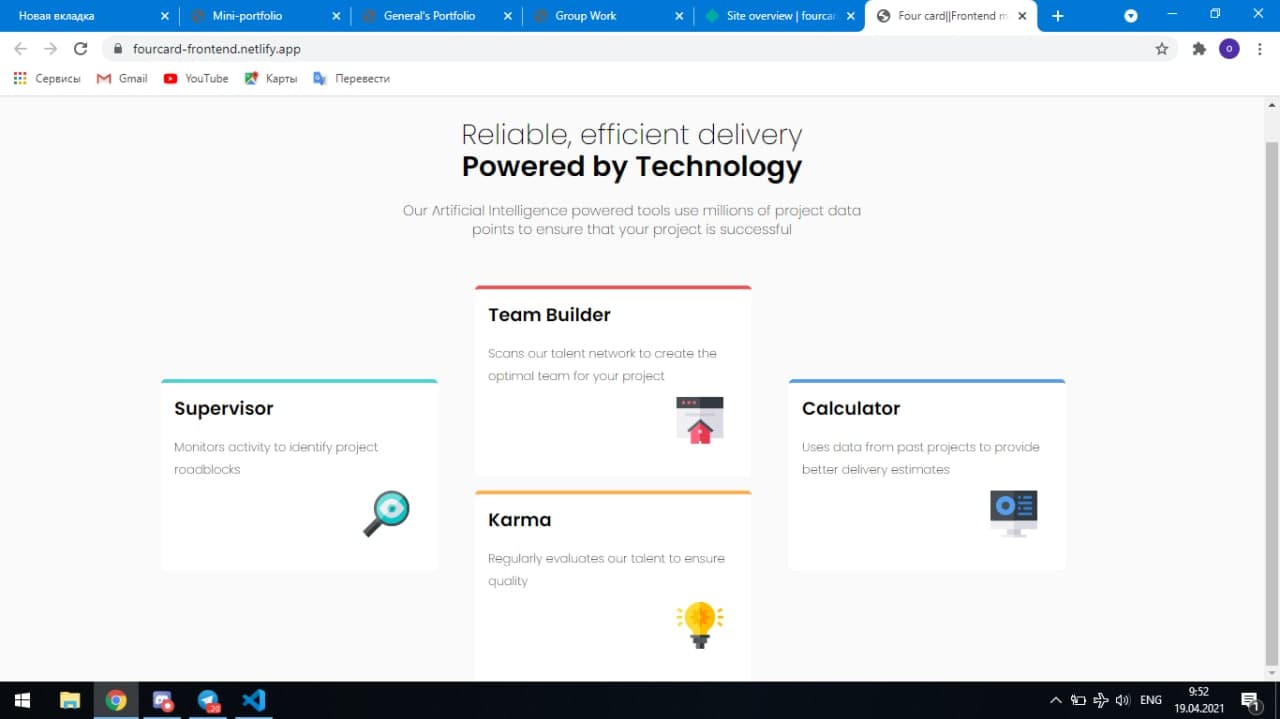 Новая вкладка
Mini-portfolio
General's Portfolio
Group Work
Site overview | fourcar
Four card||Frontend m
fourcard-frontend.netlify.app
O
Сервисы
Gmail
YouTube
Карты
Перевести
Reliable, efficient delivery
Powered by Technology
Our Artificial Intelligence powered tools use millions of project data
points to ensure that your project is successful
Team Builder
Scans our talent network to create the
optimal team for your project
Supervisor
Monitors activity to identify project
roadblocks
Calculator
Uses data from past projects to provide
better delivery estimates
Karma
Regularly evaluates our talent to ensure
quality
ENG
9:52
19.04.2021
1